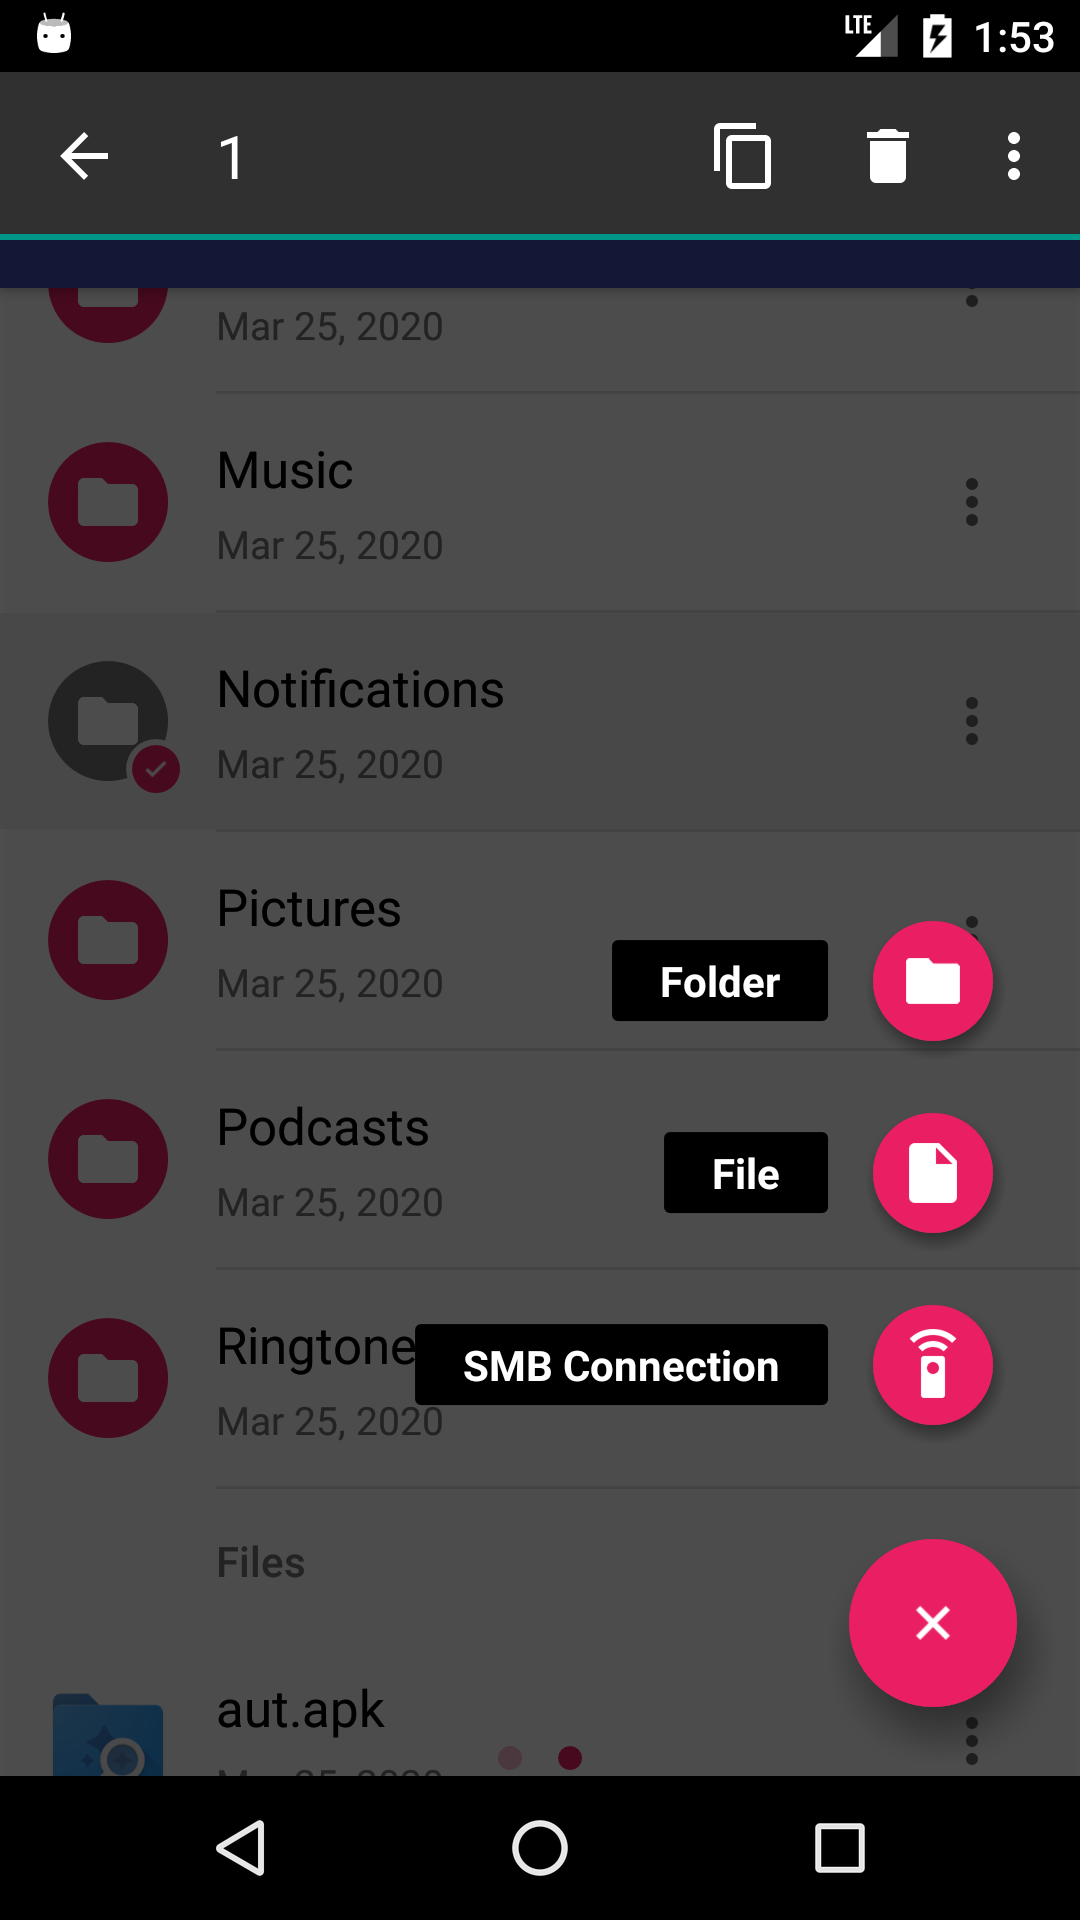 LTE 1:53
1
Mar 25, 2020
Music
Mar 25, 2020
Notifications
Mar 25, 2020
Pictures
Mar 25, 2020
Folder
Podcasts
Mar 25, 2020
File
Ringtone
Mar 25, 2020
SMB Connection
Files
aut.apk